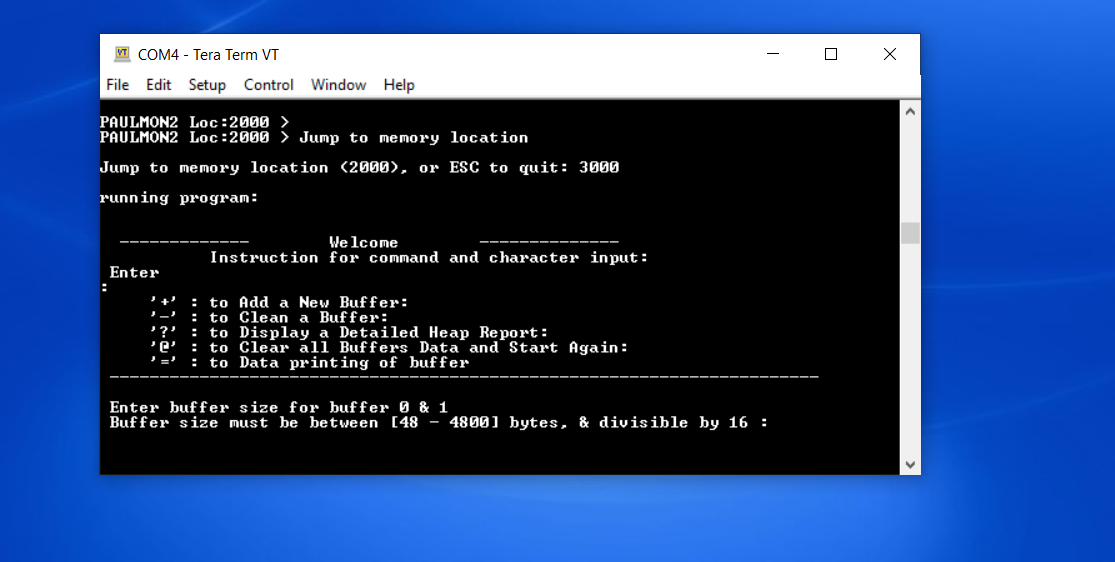 COM4 - Tera Term VT
File Edit Setup Control Window Help
PAULMON2 Loc:2000 >
PAULMON2 Loc:2000 > Jump to memory location
Jump to memory location (2000), or ESC to quit: 3000
running program:
------------- Welcome --------------
Instruction for command and character input:
Enter
:
'+' : to Add a New Buffer:
'-' : to Clean a Buffer:
'?' : to Display a Detailed Heap Report:
'@' : to Clear all Buffers Data and Start Again:
'=' : to Data printing of buffer
-----------------------------------------------------------------------
Enter buffer size for buffer 0 & 1
Buffer size must be between [48 - 4800] bytes, & divisible by 16 :